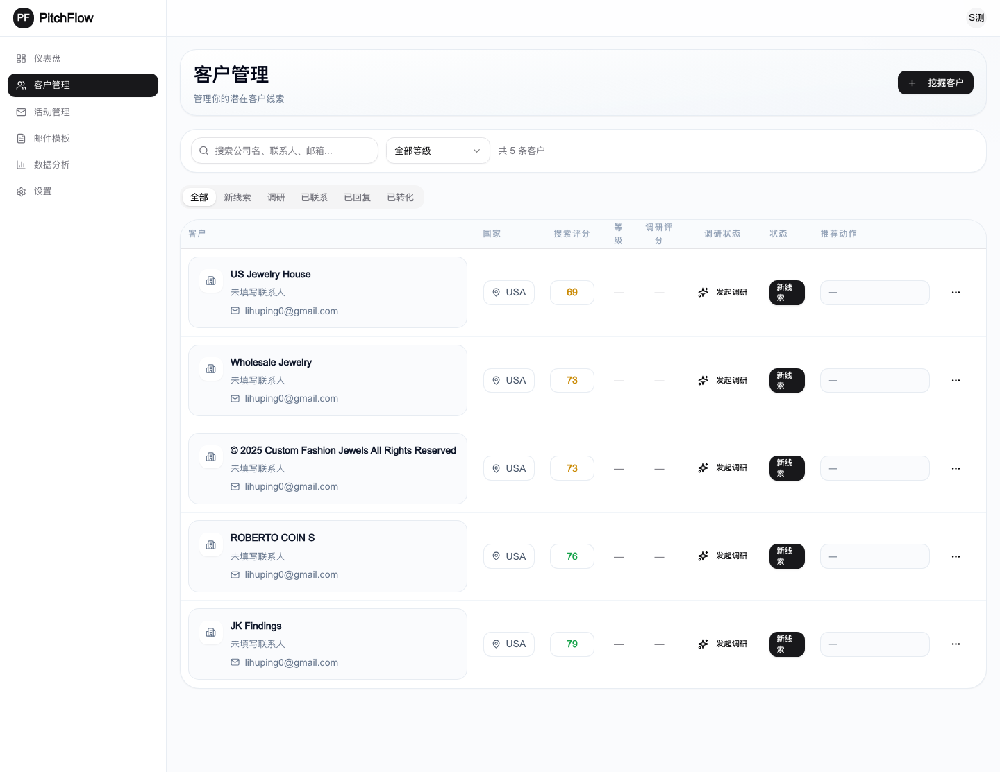 PF PitchFlow
S测
仪表盘
客户管理
活动管理
邮件模板
数据分析
设置
客户管理
管理你的潜在客户线索
挖掘客户
搜索公司名、联系人、邮箱...
全部等级
共 5 条客户
全部 新线索 调研 已联系 已回复 已转化
客户 国家 搜索评分 等级 调研评分 调研状态 状态 推荐动作
US Jewelry House
未填写联系人
lihuping0@gmail.com
USA 69 — — 发起调研 新线索 —
Wholesale Jewelry
未填写联系人
lihuping0@gmail.com
USA 73 — — 发起调研 新线索 —
© 2025 Custom Fashion Jewels All Rights Reserved
未填写联系人
lihuping0@gmail.com
USA 73 — — 发起调研 新线索 —
ROBERTO COIN S
未填写联系人
lihuping0@gmail.com
USA 76 — — 发起调研 新线索 —
JK Findings
未填写联系人
lihuping0@gmail.com
USA 79 — — 发起调研 新线索 —